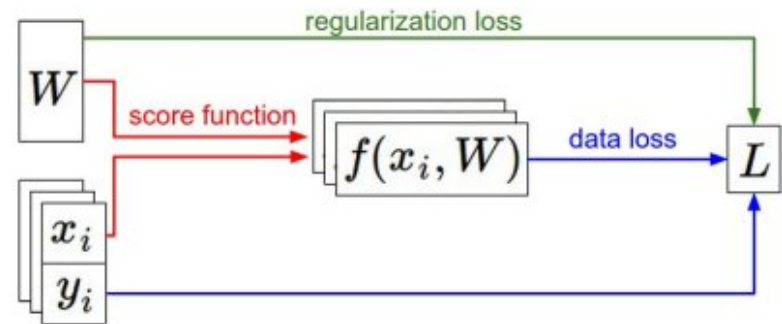 regularization loss
W
score function
f(x_i, W)
data loss
L
x_i
y_i